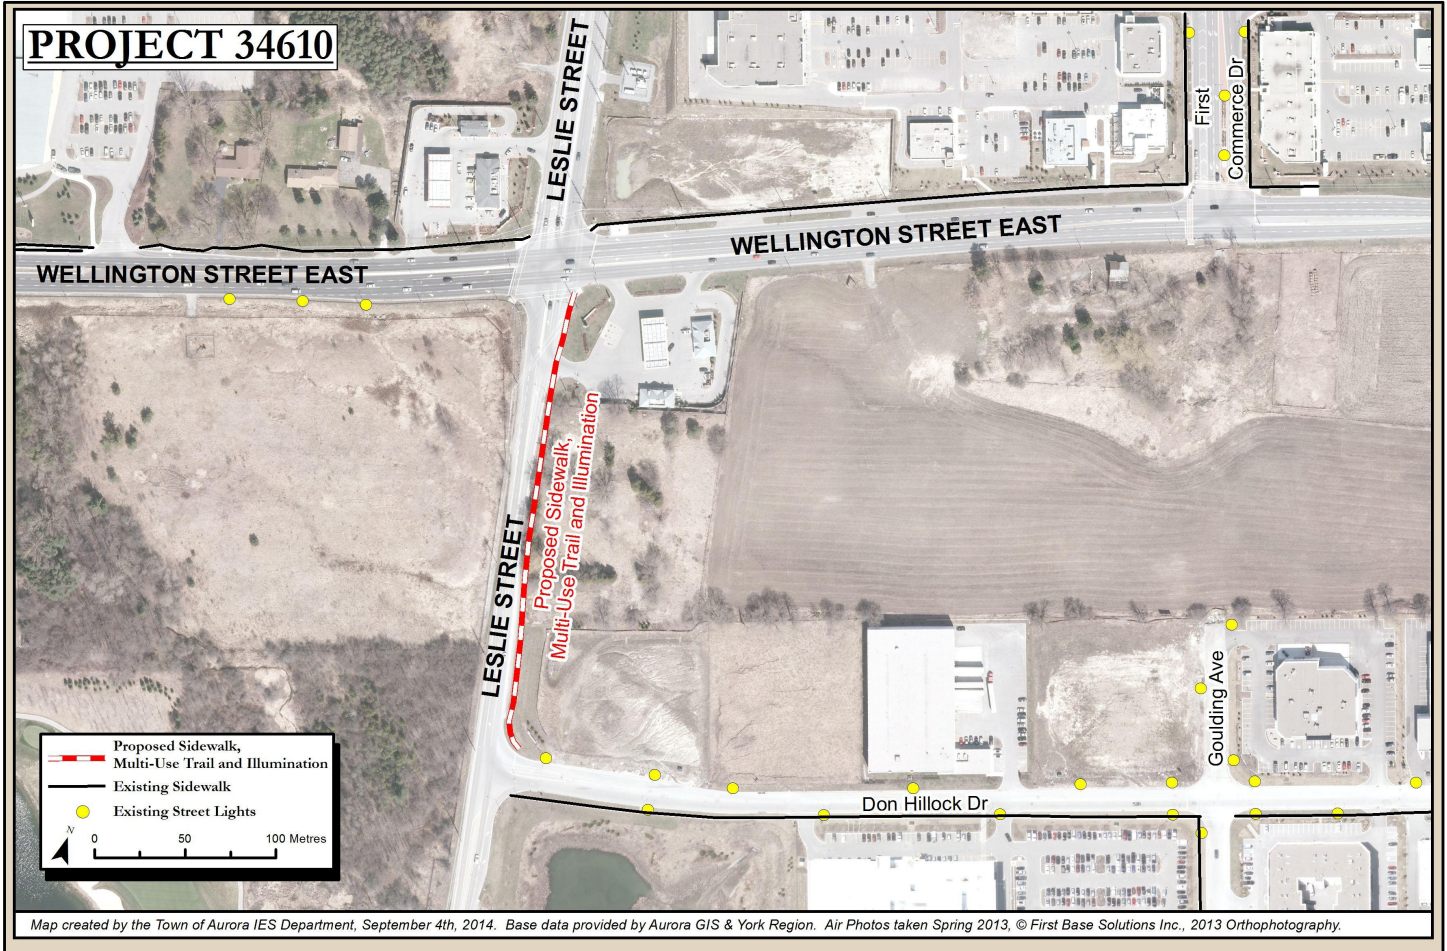 PROJECT 34610
LESLIE STREET
First
Commerce Dr
WELLINGTON STREET EAST
WELLINGTON STREET EAST
Proposed Sidewalk,
Multi-Use Trail and Illumination
LESLIE STREET
Goulding Ave
Don Hillock Dr
Proposed Sidewalk,
Multi-Use Trail and Illumination
Existing Sidewalk
Existing Street Lights
N
0 50 100 Metres
Map created by the Town of Aurora IES Department, September 4th, 2014. Base data provided by Aurora GIS & York Region. Air Photos taken Spring 2013, © First Base Solutions Inc., 2013 Orthophotography.